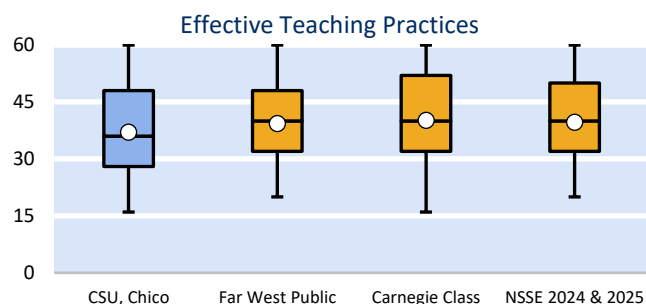 Effective Teaching Practices
60
45
30
15
0
CSU, Chico Far West Public Carnegie Class NSSE 2024 & 2025